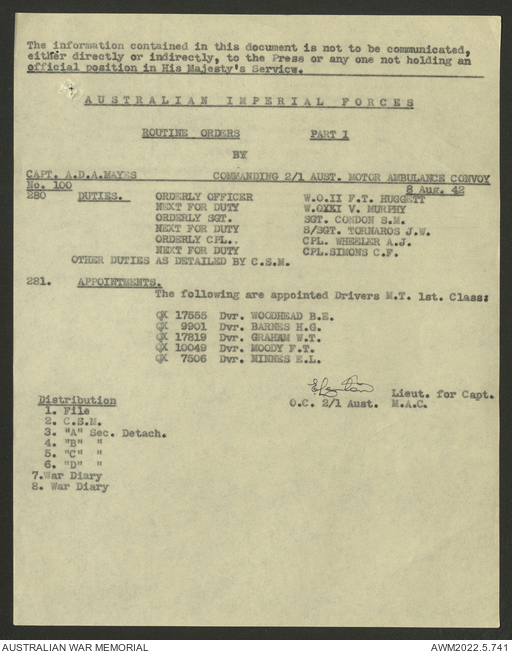 The information contained in this document is not to be communicated,
either directly or indirectly, to the Press or any one not holding an
official position in His Majesty's Servicw.
AUSTRALIAN IMPERIAL FORCES
ROUTINE ORDERS PART 1
BY
CAPT. A.D.A.MAYES COMMANDING 2/1 AUST. MOTOR AMBULANCE CONVOY
No. 100 8 Aug. 42
280 DUTIES. ORDERLY OFFICER W.O.II F.T. HUGGETT
NEXT FOR DUTY V. MURPHY
ORDERLY SGT. SGT. CONDON S.M.
NEXT FOR DUTY S/SGT. TORNAROS J.W.
ORDERLY CPL. CPL. WHEELER A.J.
NEXT FOR DUTY CPL.SIMONS C.F.
OTHER DUTIES AS DETAILED BY C.S.M.
281. APPOINTMENTS.
The following are appointed Drivers M.T. 1st. Class:
QX 17555 Dvr. WOODHEAD B.E.
QX 9901 Dvr. BARNES H.G.
QX 17819 Dvr. GRAHAM W.T.
QX 10049 Dvr. MOODY F.T.
QX 7506 Dvr. MINNES E.L.
Lieut. for Capt.
O.C. 2/1 Aust. M.A.C.
Distribution
1. File
2. C.S.M.
3. "A" Sec. Detach.
4. "B" " "
5. "C" " "
6. "D" " "
7.War Diary
8. War Diary
AUSTRALIAN WAR MEMORIAL AWM2022.5.741